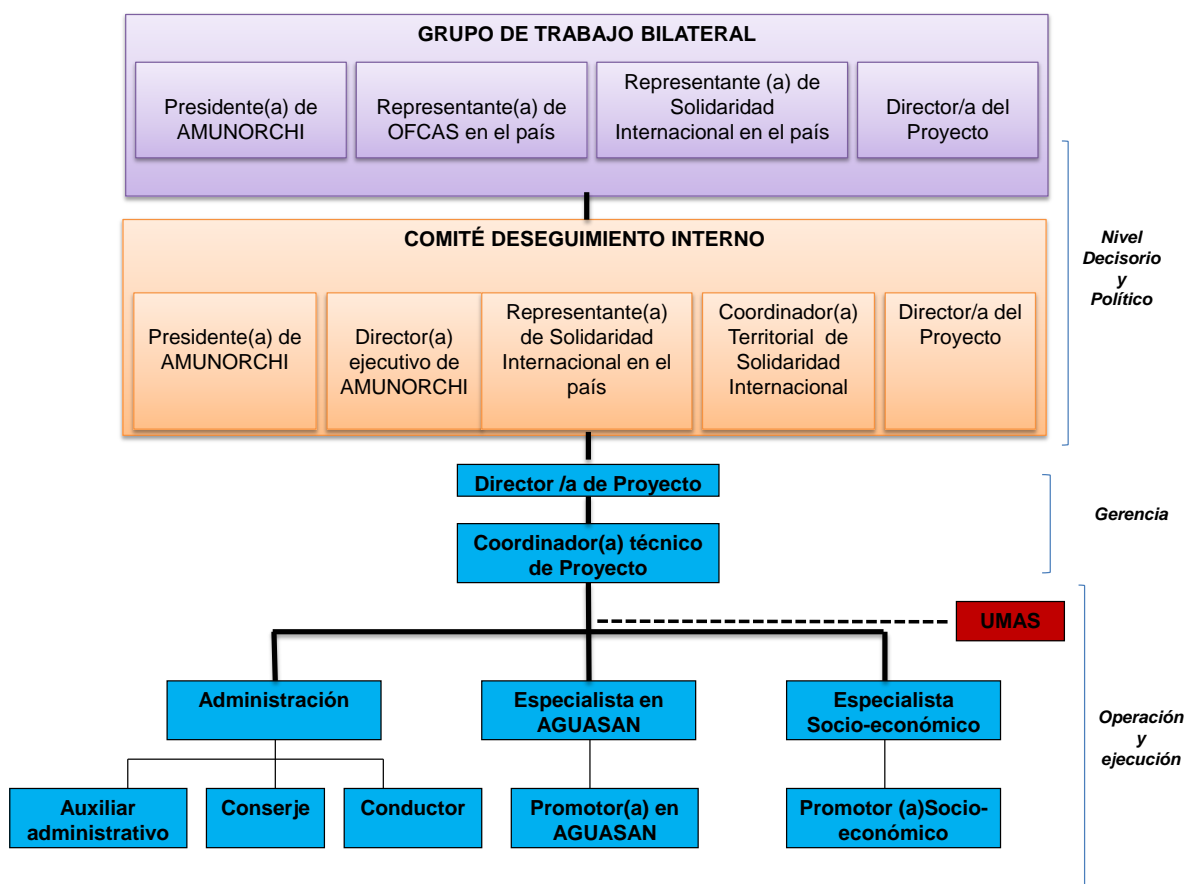 GRUPO DE TRABAJO BILATERAL
Presidente(a) de
AMUNORCHI
Representante(a) de
OFCAS en el país
Representante (a) de
Solidaridad
Internacional en el país
Director/a del
Proyecto
COMITÉ DESEGUIMIENTO INTERNO
Presidente(a) de
AMUNORCHI
Director(a)
ejecutivo de
AMUNORCHI
Representante(a)
de Solidaridad
Internacional en el
país
Coordinador(a)
Territorial de
Solidaridad
Internacional
Director/a del
Proyecto
Nivel
Decisorio
y
Político
Director /a de Proyecto
Coordinador(a) técnico
de Proyecto
Gerencia
UMAS
Administración
Especialista en
AGUASAN
Especialista
Socio-económico
Operación
y
ejecución
Auxiliar
administrativo
Conserje
Conductor
Promotor(a) en
AGUASAN
Promotor (a)Socio-
económico